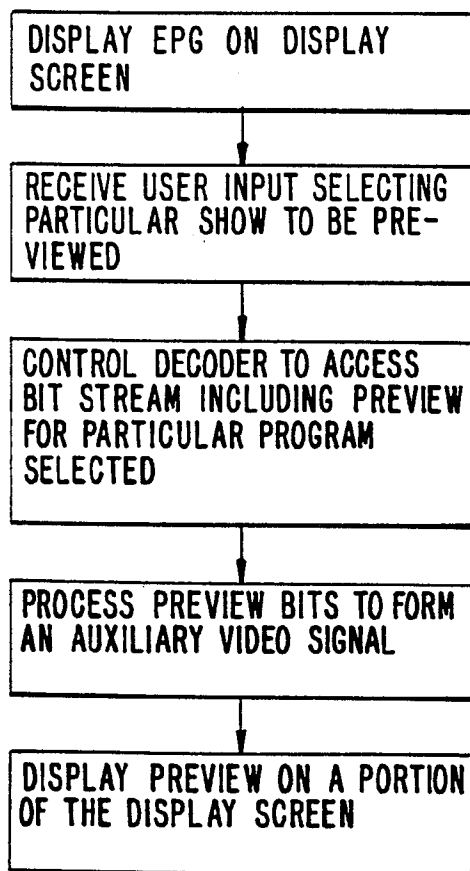 DISPLAY EPG ON DISPLAY
SCREEN
RECEIVE USER INPUT SELECTING
PARTICULAR SHOW TO BE PRE-
VIEWED
CONTROL DECODER TO ACCESS
BIT STREAM INCLUDING PREVIEW
FOR PARTICULAR PROGRAM
SELECTED
PROCESS PREVIEW BITS TO FORM
AN AUXILIARY VIDEO SIGNAL
DISPLAY PREVIEW ON A PORTION
OF THE DISPLAY SCREEN